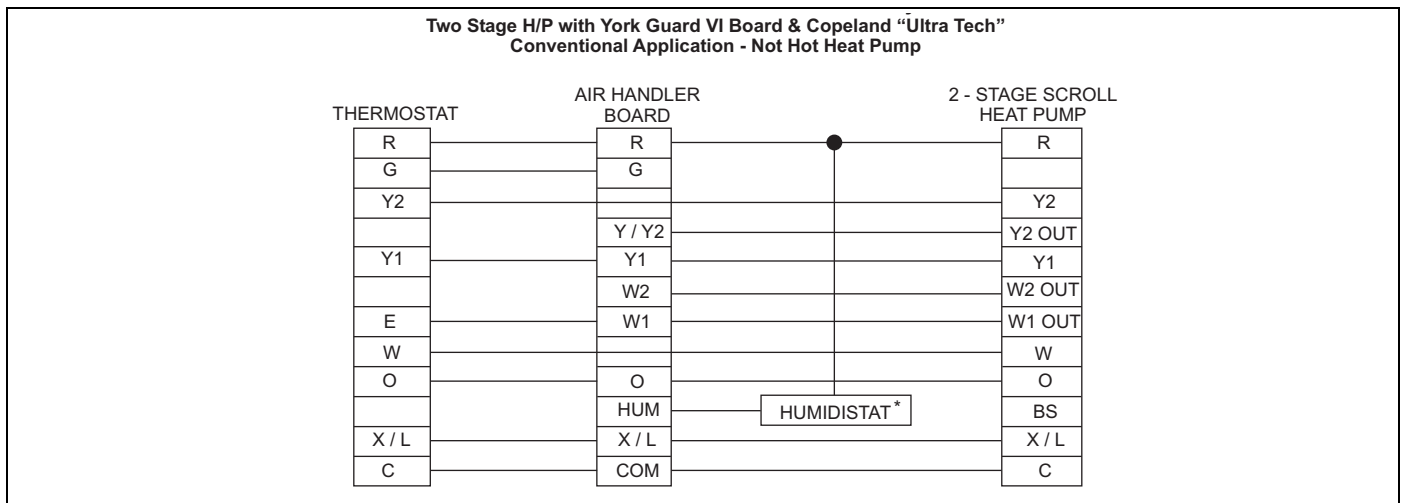 Two Stage H/P with York Guard VI Board & Copeland “Ultra Tech”
Conventional Application - Not Hot Heat Pump
THERMOSTAT
AIR HANDLER
BOARD
2 - STAGE SCROLL
HEAT PUMP
R R R
G G
Y2 Y2
Y / Y2 Y2 OUT
Y1 Y1 Y1
W2 W2 OUT
E W1 W1 OUT
W W
O O O
HUM HUMIDISTAT * BS
X / L X / L X / L
C COM C